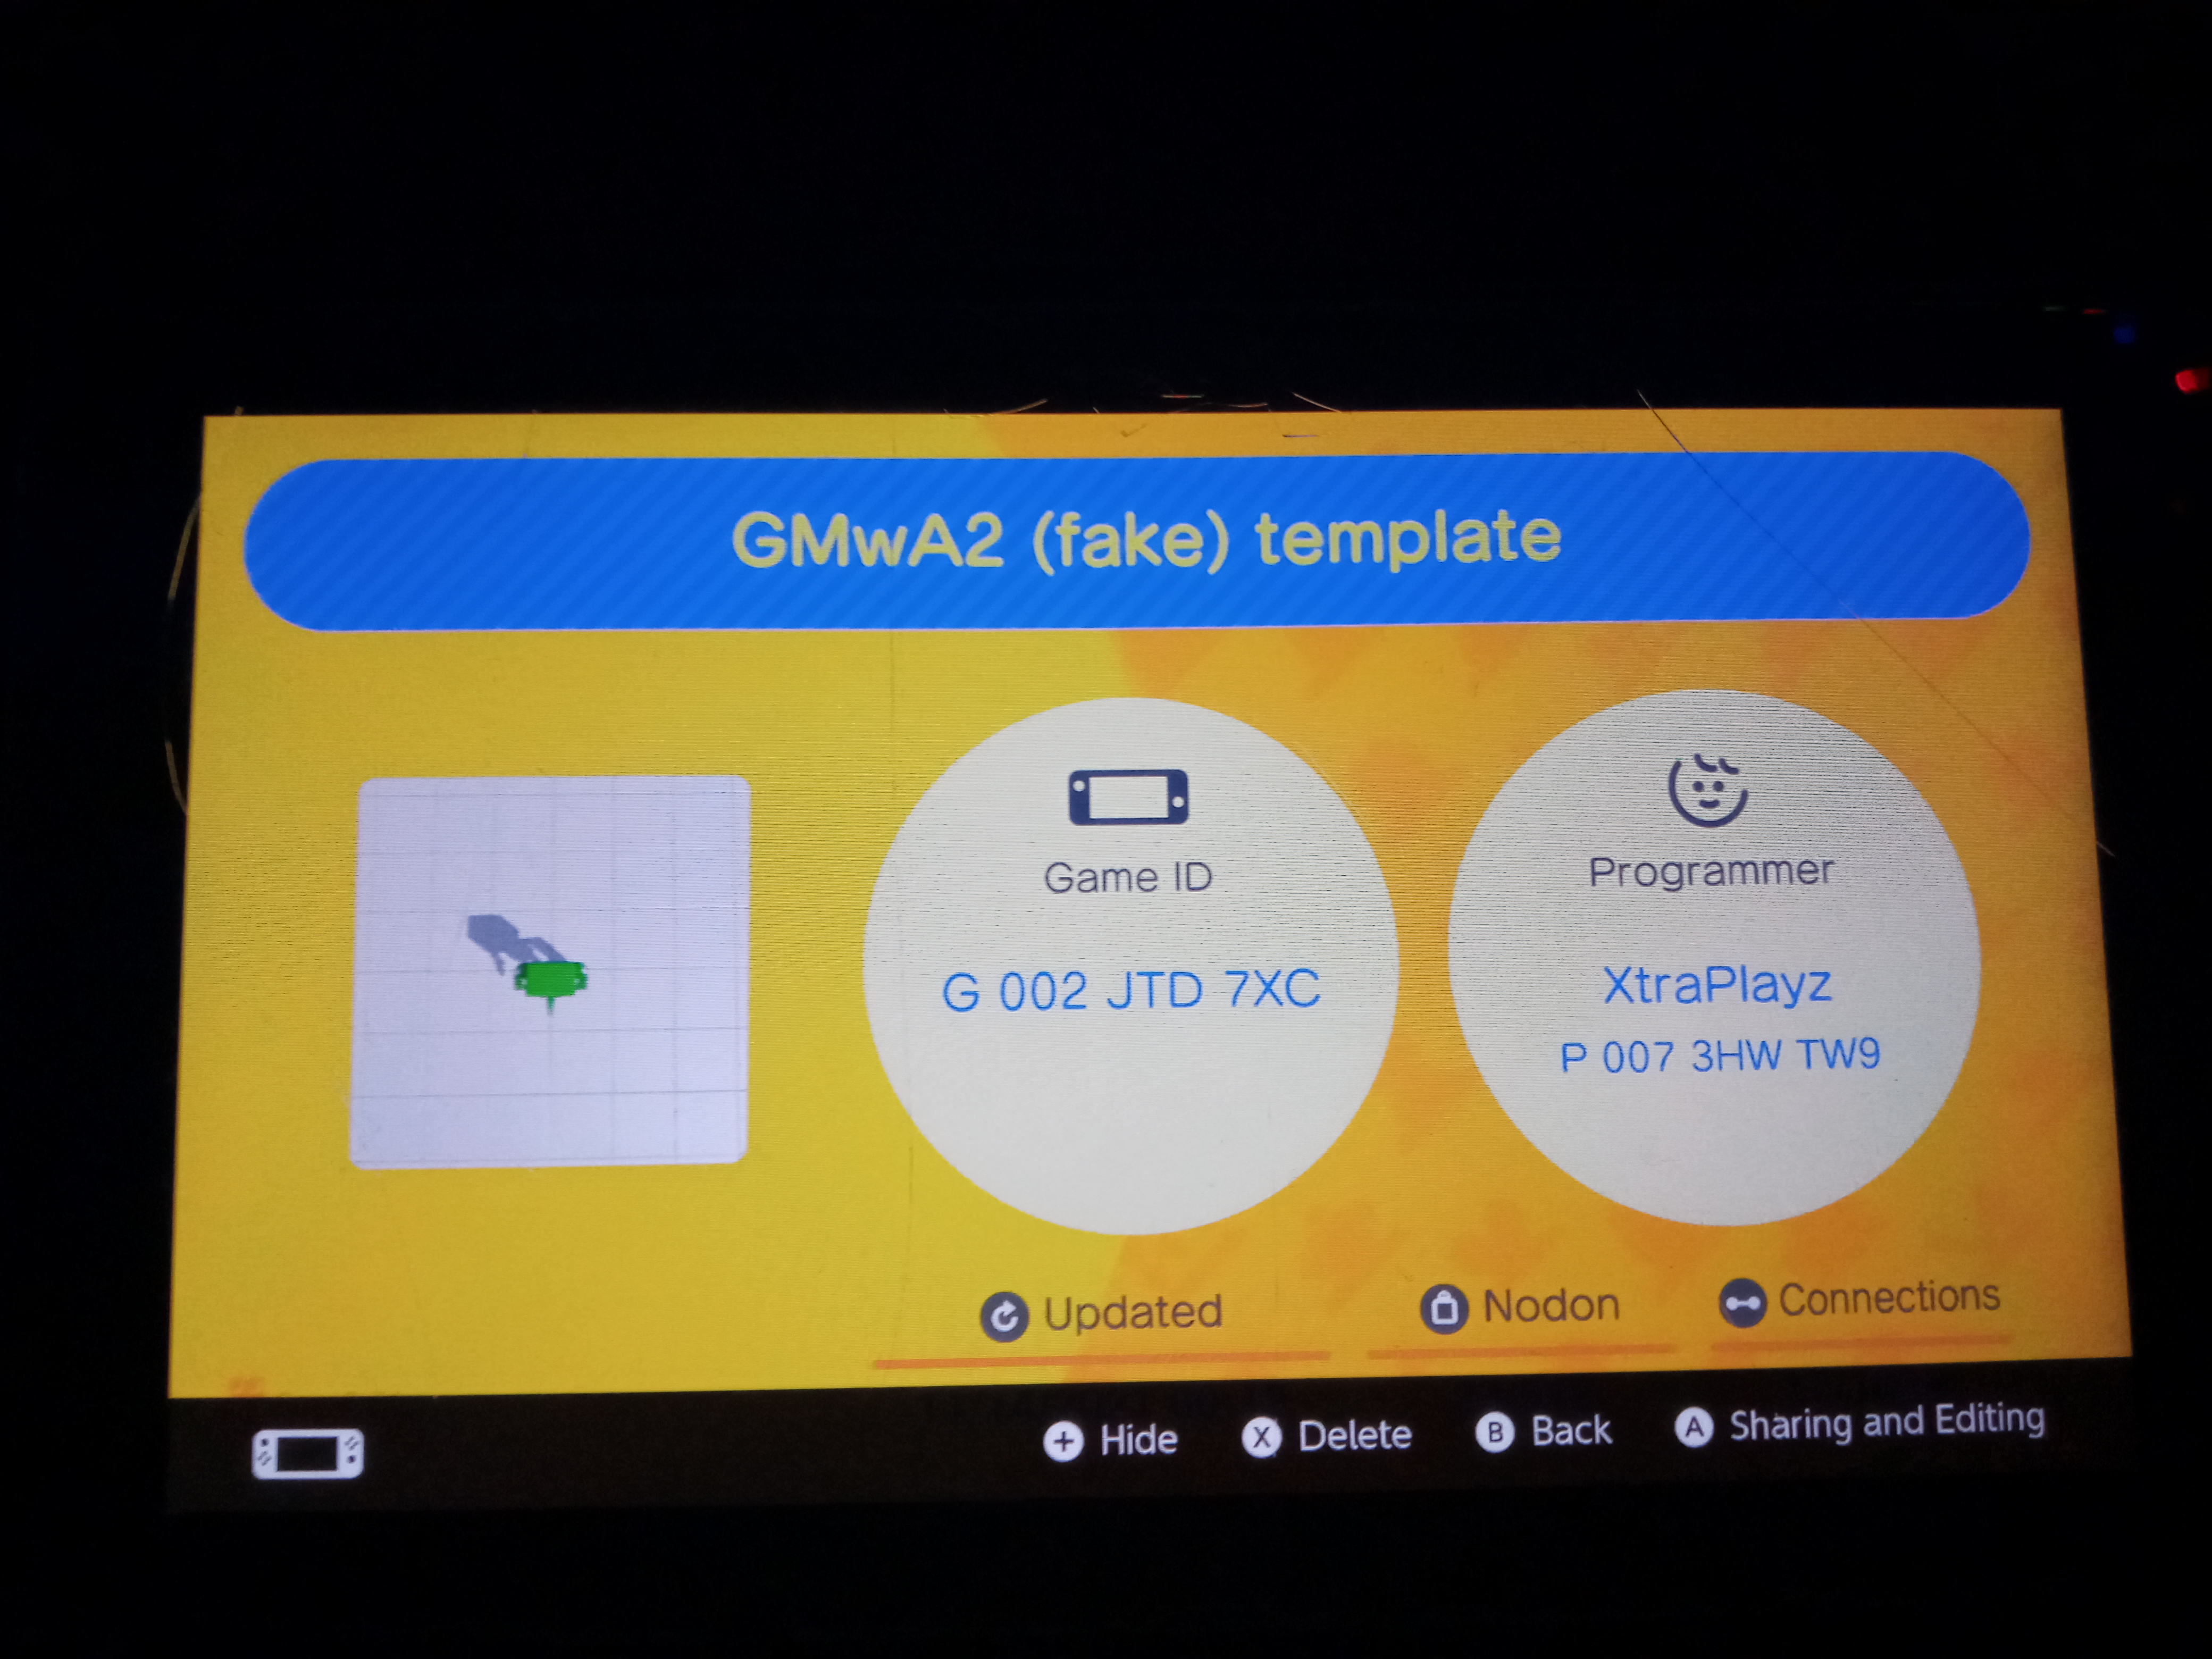 GMwA2 (fake) template
Game ID
G 002 JTD 7XC
Programmer
XtraPlayz
P 007 3HW TW9
Updated
Nodon
Connections
+ Hide
X Delete
B Back
A Sharing and Editing